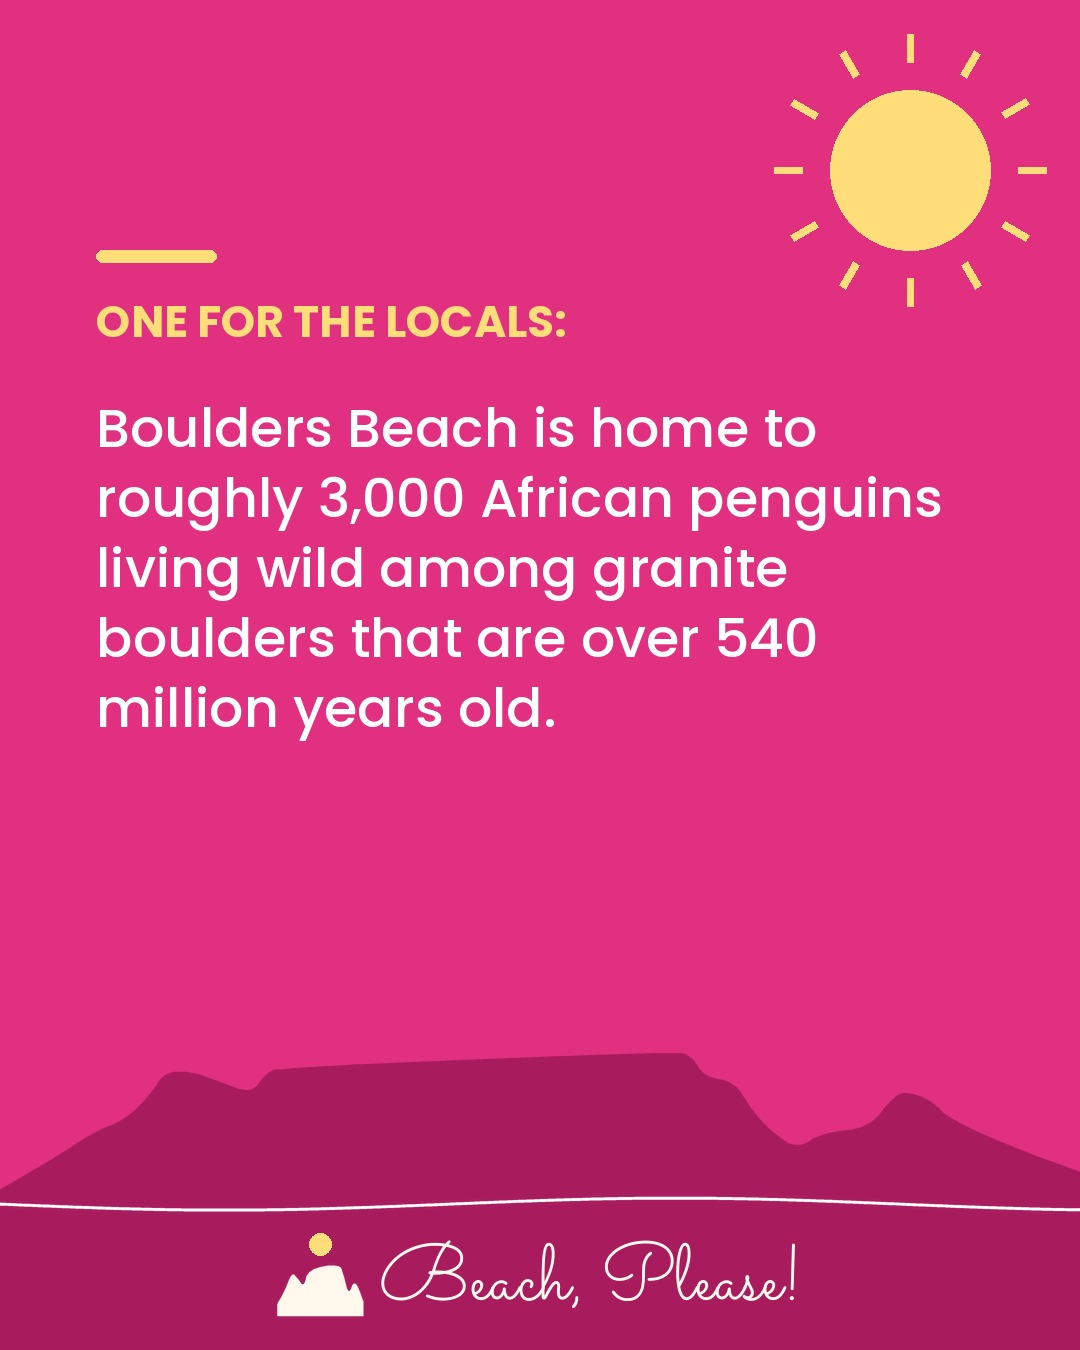 ONE FOR THE LOCALS:
Boulders Beach is home to
roughly 3,000 African penguins
living wild among granite
boulders that are over 540
million years old.
Beach, Please!